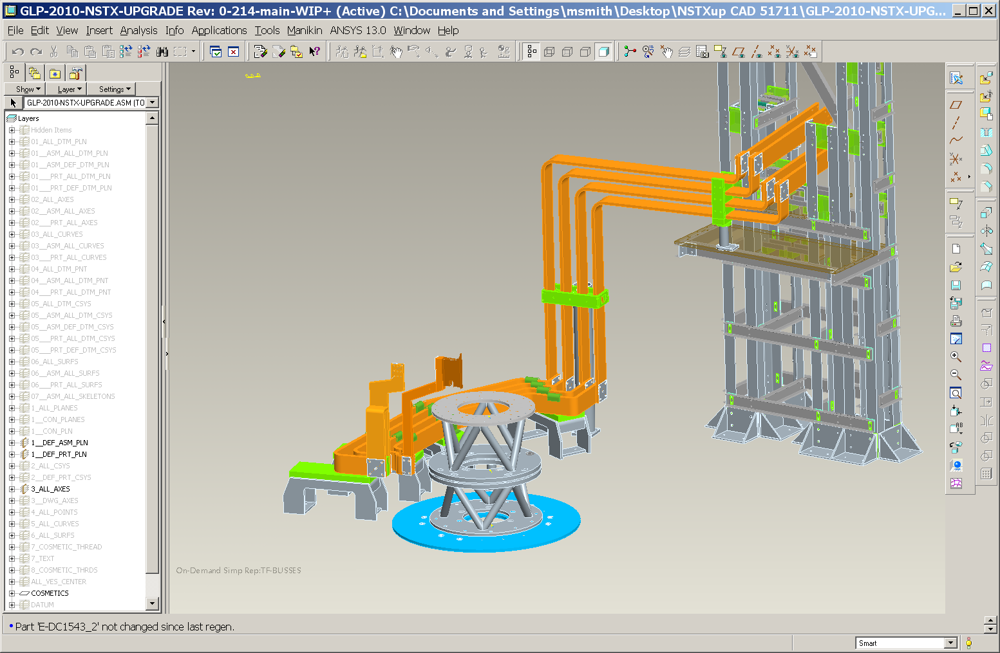 GLP-2010-NSTX-UPGRADE Rev: 0-214-main-WIP+ (Active) C:\Documents and Settings\msmith\Desktop\NSTXup CAD 51711\GLP-2010-NSTX-UPG...
File Edit View Insert Analysis Info Applications Tools Manikin ANSYS 13.0 Window Help
Show Layer Settings
GLP-2010-NSTX-UPGRADE.ASM (TO
Layers
Hidden Items
01_ALL_DTM_PLN
01__ASM_ALL_DTM_PLN
01__ASM_DEF_DTM_PLN
01___PRT_ALL_DTM_PLN
01___PRT_DEF_DTM_PLN
02_ALL_AXES
02__ASM_ALL_AXES
02___PRT_ALL_AXES
03_ALL_CURVES
03__ASM_ALL_CURVES
03___PRT_ALL_CURVES
04_ALL_DTM_PNT
04__ASM_ALL_DTM_PNT
04___PRT_ALL_DTM_PNT
05_ALL_DTM_CSYS
05__ASM_ALL_DTM_CSYS
05__ASM_DEF_DTM_CSYS
05___PRT_ALL_DTM_CSYS
05___PRT_DEF_DTM_CSYS
06_ALL_SURFS
06__ASM_ALL_SURFS
06___PRT_ALL_SURFS
07__ASM_ALL_SKELETONS
1_ALL_PLANES
1__CON_PLANES
1__CON_PLN
1__DEF_ASM_PLN
1__DEF_PRT_PLN
2_ALL_CSYS
2__DEF_PRT_CSYS
3_ALL_AXES
3__DWG_AXES
4_ALL_POINTS
5_ALL_CURVES
6_ALL_SURFS
7_COSMETIC_THREAD
7_TEXT
8_COSMETIC_THRDS
ALL_VES_CENTER
COSMETICS
DATUM
On-Demand Simp Rep:TF-BUSSES
AB
Part 'E-DC1543_2' not changed since last regen.
Smart